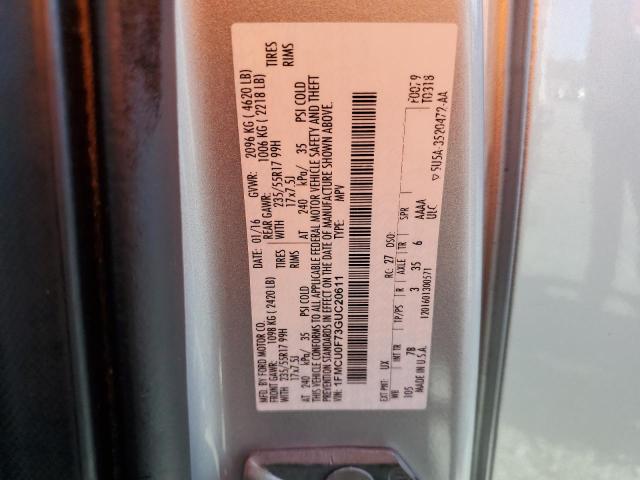 MFD. BY FORD MOTOR CO.
DATE: 01/16 GVWR: 2096 KG ( 4620 LB)
FRONT GAWR: 1098 KG ( 2420 LB) REAR GAWR: 1006 KG ( 2218 LB)
WITH 235/55R17 99H TIRES WITH 235/55R17 99H TIRES
17x7.5J RIMS 17x7.5J RIMS
AT 240 kPa/ 35 PSI COLD AT 240 kPa/ 35 PSI COLD
THIS VEHICLE CONFORMS TO ALL APPLICABLE FEDERAL MOTOR VEHICLE SAFETY AND THEFT
PREVENTION STANDARDS IN EFFECT ON THE DATE OF MANUFACTURE SHOWN ABOVE.
VIN: 1FMCU0F73GUC20611 TYPE: MPV
EXT PNT: UX RC: 27 DSO: F0079
WB INT TR TP/PS R AXLE TR SPR T0318
105 7B 3 35 6 AAAA
MADE IN U.S.A. 1201601300571 ULC
5U5A-3520472-AA